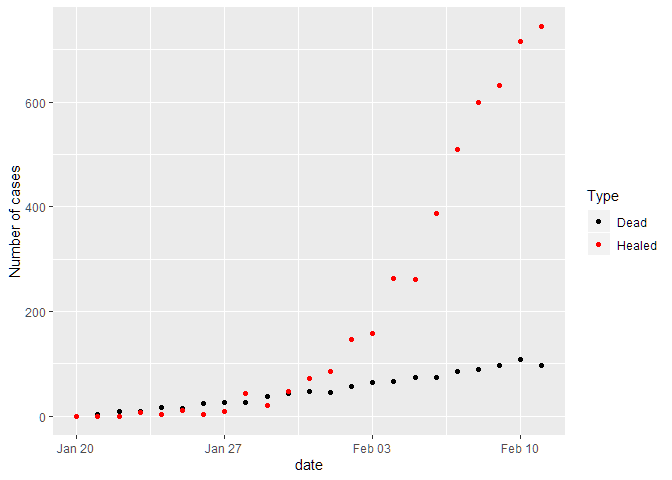 Number of cases
600
400
200
0
Jan 20
Jan 27
Feb 03
Feb 10
date
Type
Dead
Healed